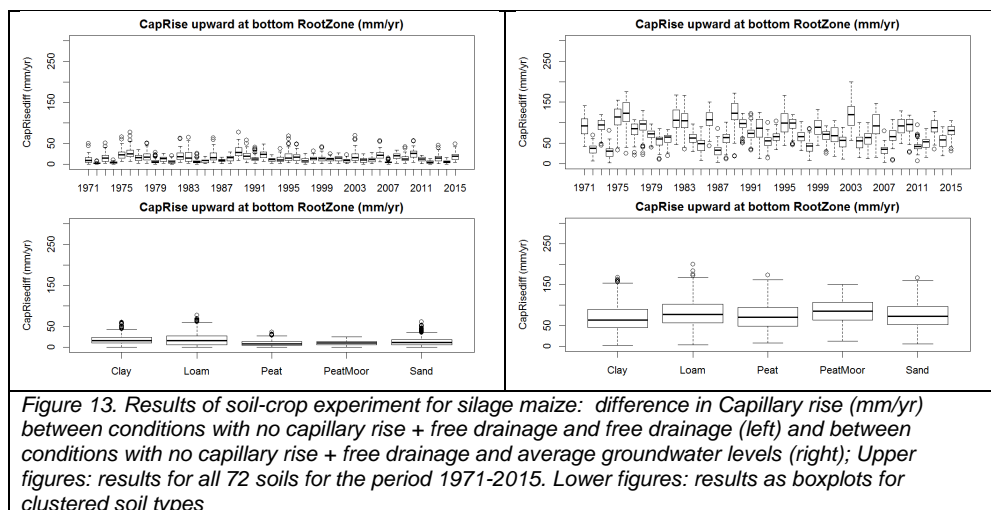 CapRise upward at bottom RootZone (mm/yr)
CapRisediff (mm/yr)
250
150
50
0
1971 1975 1979 1983 1987 1991 1995 1999 2003 2007 2011 2015
CapRise upward at bottom RootZone (mm/yr)
CapRisediff (mm/yr)
250
150
50
0
Clay Loam Peat PeatMoor Sand
CapRise upward at bottom RootZone (mm/yr)
CapRisediff (mm/yr)
250
150
50
0
1971 1975 1979 1983 1987 1991 1995 1999 2003 2007 2011 2015
CapRise upward at bottom RootZone (mm/yr)
CapRisediff (mm/yr)
250
150
50
0
Clay Loam Peat PeatMoor Sand
Figure 13. Results of soil-crop experiment for silage maize: difference in Capillary rise (mm/yr)
between conditions with no capillary rise + free drainage and free drainage (left) and between
conditions with no capillary rise + free drainage and average groundwater levels (right); Upper
figures: results for all 72 soils for the period 1971-2015. Lower figures: results as boxplots for
clustered soil types